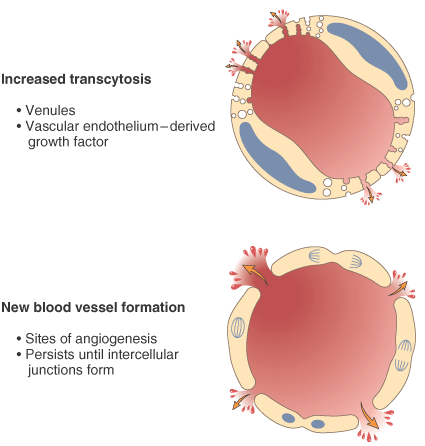 Increased transcytosis
• Venules
• Vascular endothelium–derived
growth factor
New blood vessel formation
• Sites of angiogenesis
• Persists until intercellular
junctions form